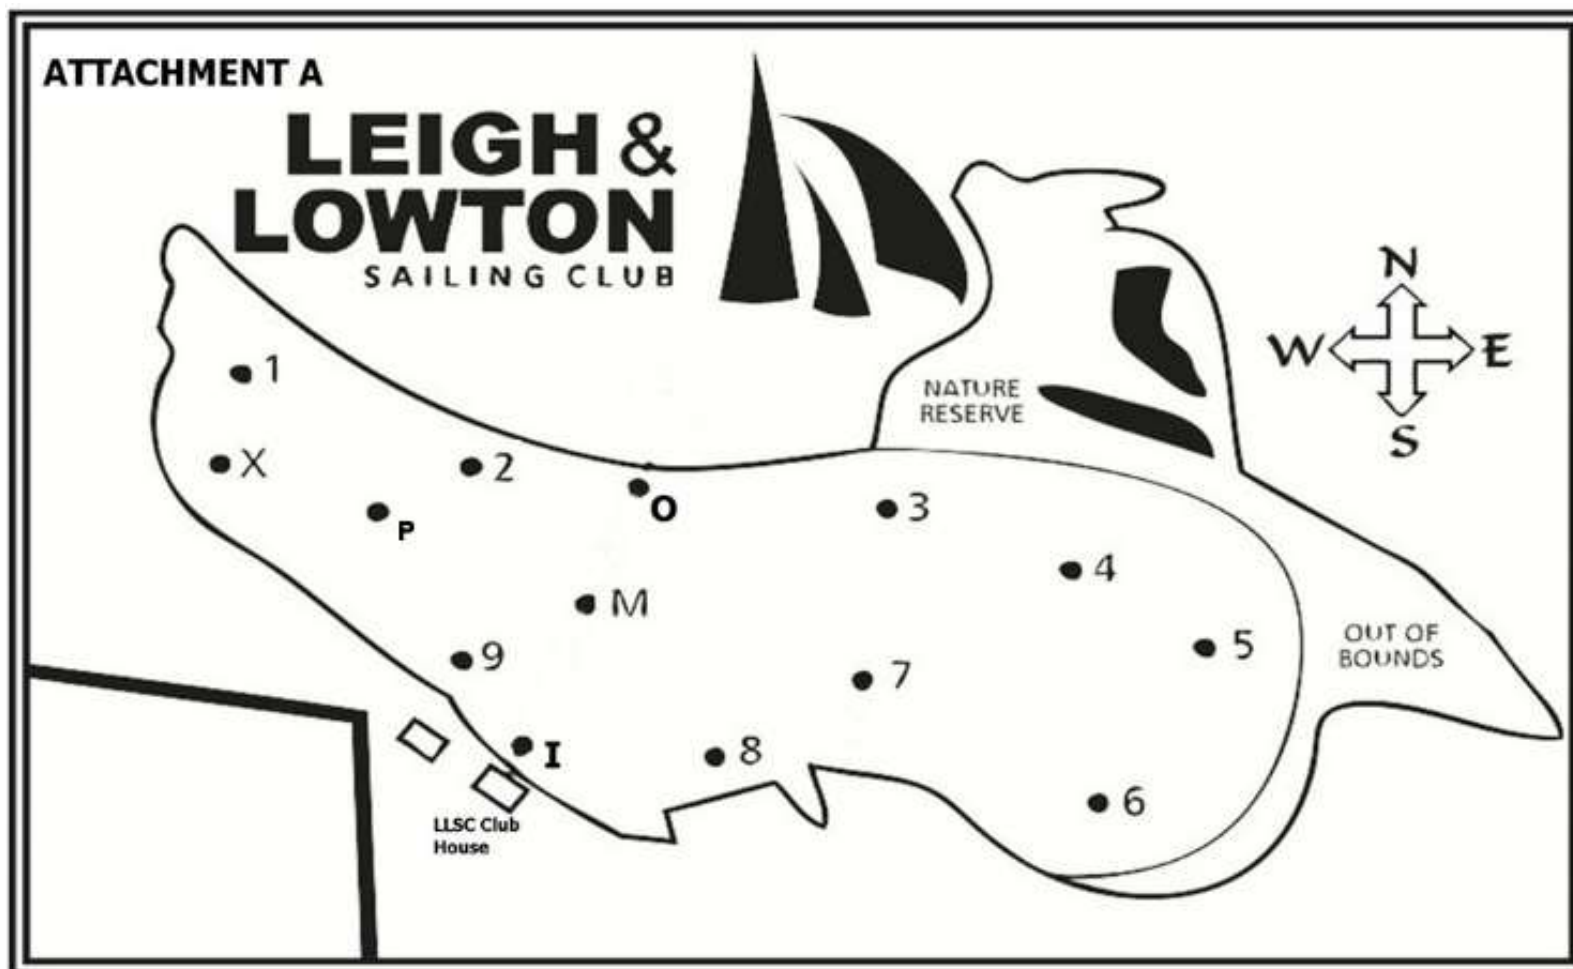 ATTACHMENT A
LEIGH &
LOWTON
SAILING CLUB
N
W
E
S
NATURE
RESERVE
1
X
2
P
O
3
4
M
9
5
OUT OF
BOUNDS
7
I
8
6
LLSC Club
House